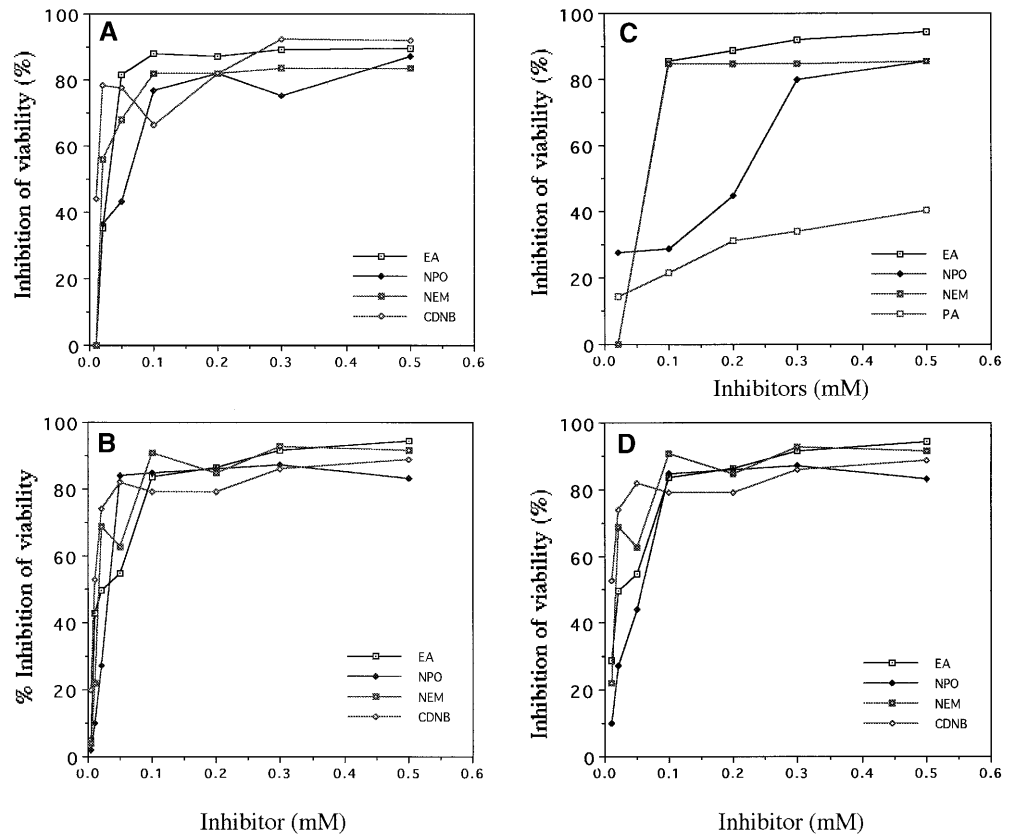 A
Inhibition of viability (%)
100
80
60
40
20
0
0.0 0.1 0.2 0.3 0.4 0.5 0.6
EA
NPO
NEM
CDNB
C
Inhibition of viability (%)
100
80
60
40
20
0
0.0 0.1 0.2 0.3 0.4 0.5 0.6
EA
NPO
NEM
PA
Inhibitors (mM)
B
% Inhibition of viability
100
80
60
40
20
0
0.0 0.1 0.2 0.3 0.4 0.5 0.6
EA
NPO
NEM
CDNB
Inhibitor (mM)
D
Inhibition of viability (%)
100
80
60
40
20
0
0.0 0.1 0.2 0.3 0.4 0.5 0.6
EA
NPO
NEM
CDNB
Inhibitor (mM)